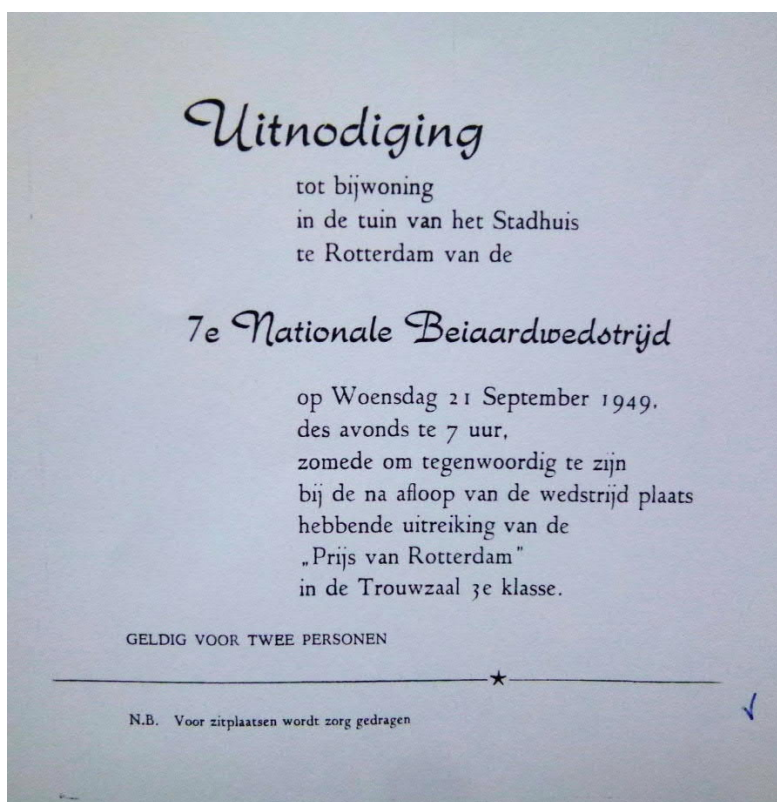 Uitnodiging
tot bijwoning
in de tuin van het Stadhuis
te Rotterdam van de
7e Nationale Beiaardwedstrijd
op Woensdag 21 September 1949,
des avonds te 7 uur,
zomede om tegenwoordig te zijn
bij de na afloop van de wedstrijd plaats
hebbende uitreiking van de
„Prijs van Rotterdam”
in de Trouwzaal 3e klasse.
GELDIG VOOR TWEE PERSONEN
N.B. Voor zitplaatsen wordt zorg gedragen